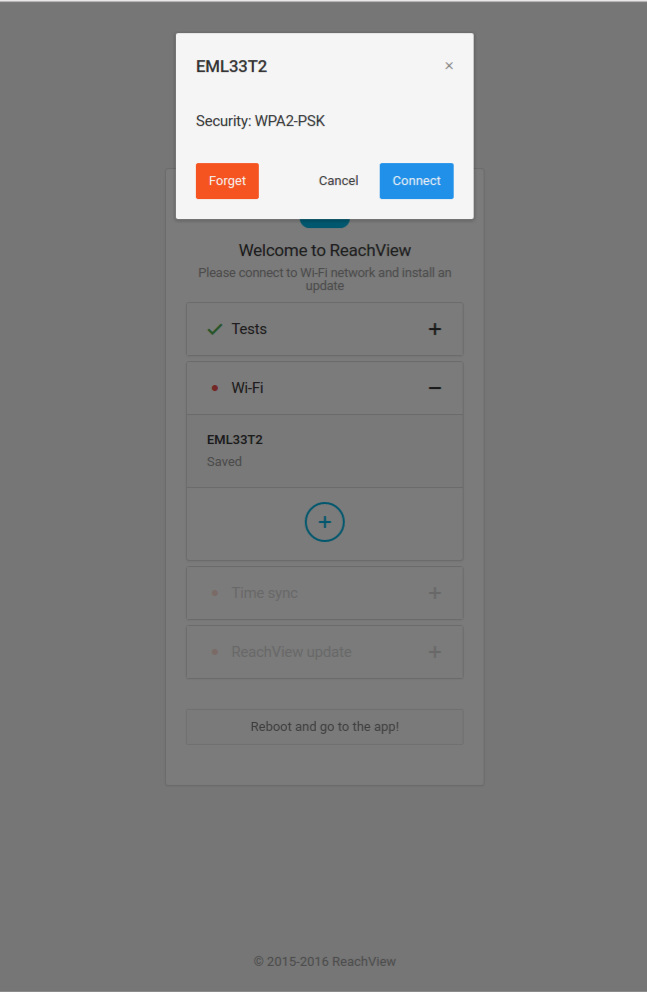 EML33T2 ×
Security: WPA2-PSK
Forget Cancel Connect
Welcome to ReachView
Please connect to Wi-Fi network and install an
update
Tests
Wi-Fi
EML33T2
Saved
Time sync
ReachView update
Reboot and go to the app!
© 2015-2016 ReachView